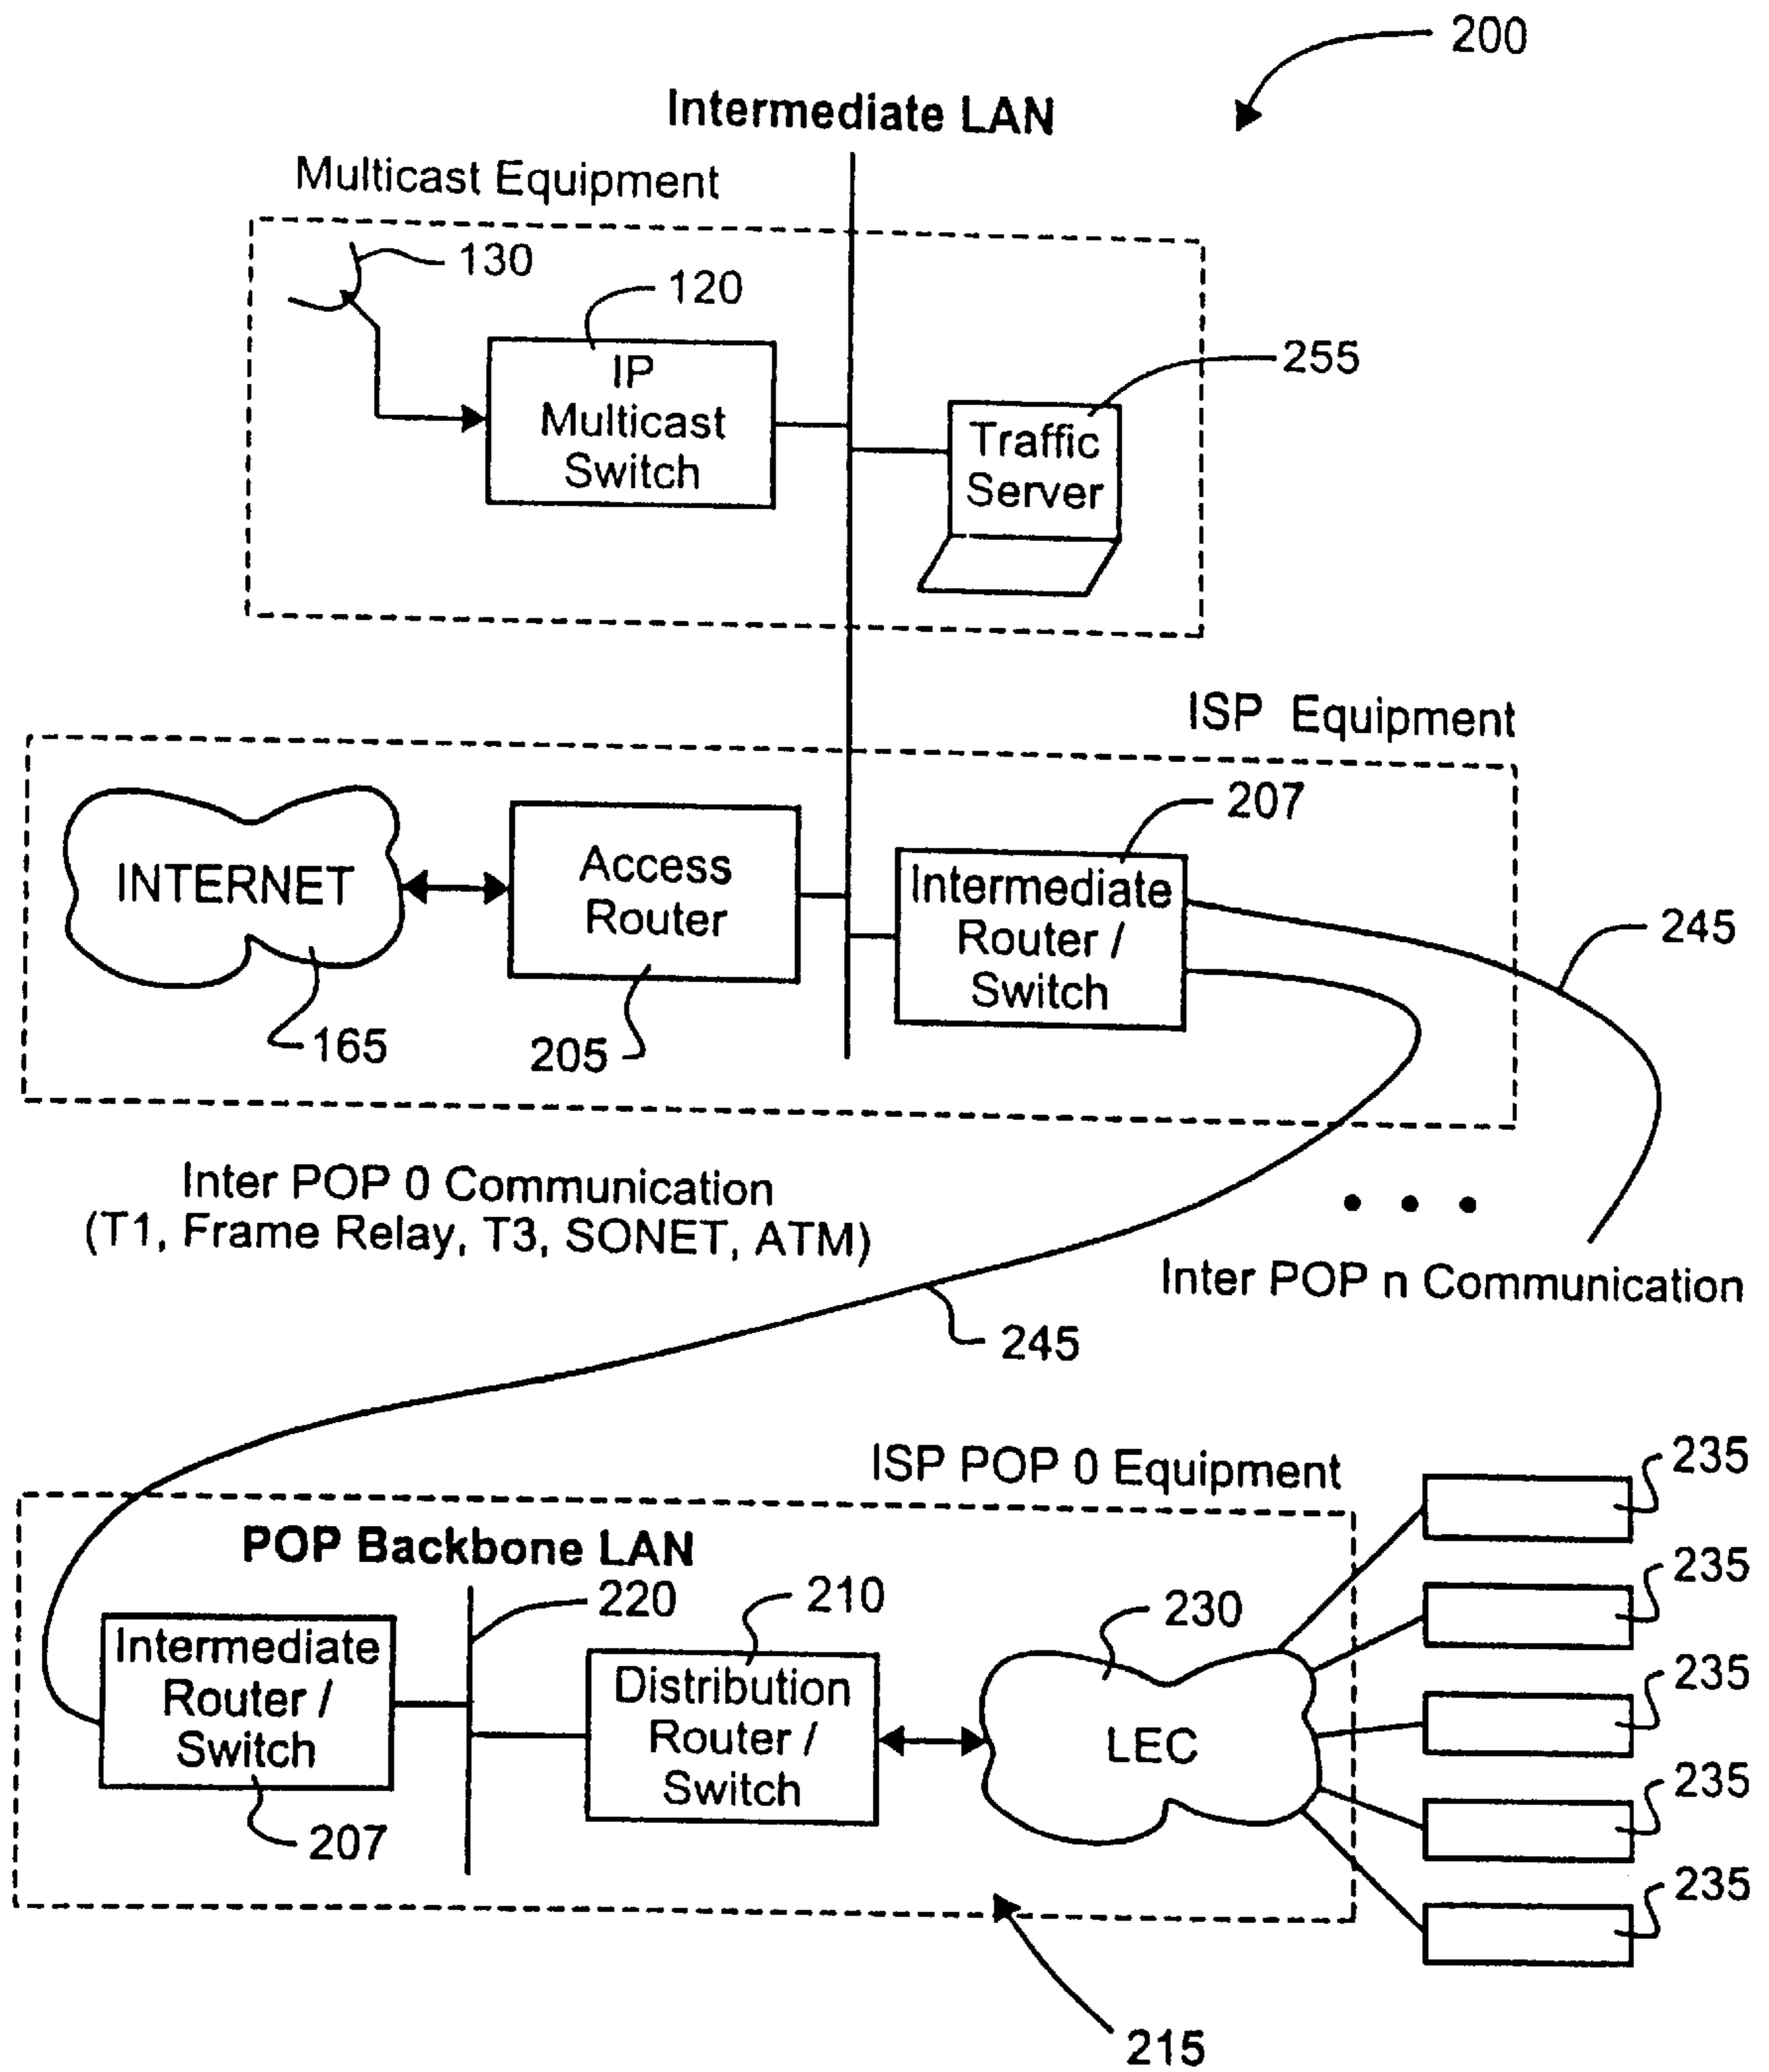 200
Intermediate LAN
Multicast Equipment
130
120
IP
Multicast
Switch
255
Traffic
Server
ISP Equipment
207
INTERNET
Access
Router
Intermediate
Router /
Switch
245
165
205
Inter POP 0 Communication
(T1, Frame Relay, T3, SONET, ATM)
• • •
Inter POP n Communication
245
ISP POP 0 Equipment
235
POP Backbone LAN
235
220
210
230
Intermediate
Router /
Switch
Distribution
Router /
Switch
LEC
235
235
207
235
215